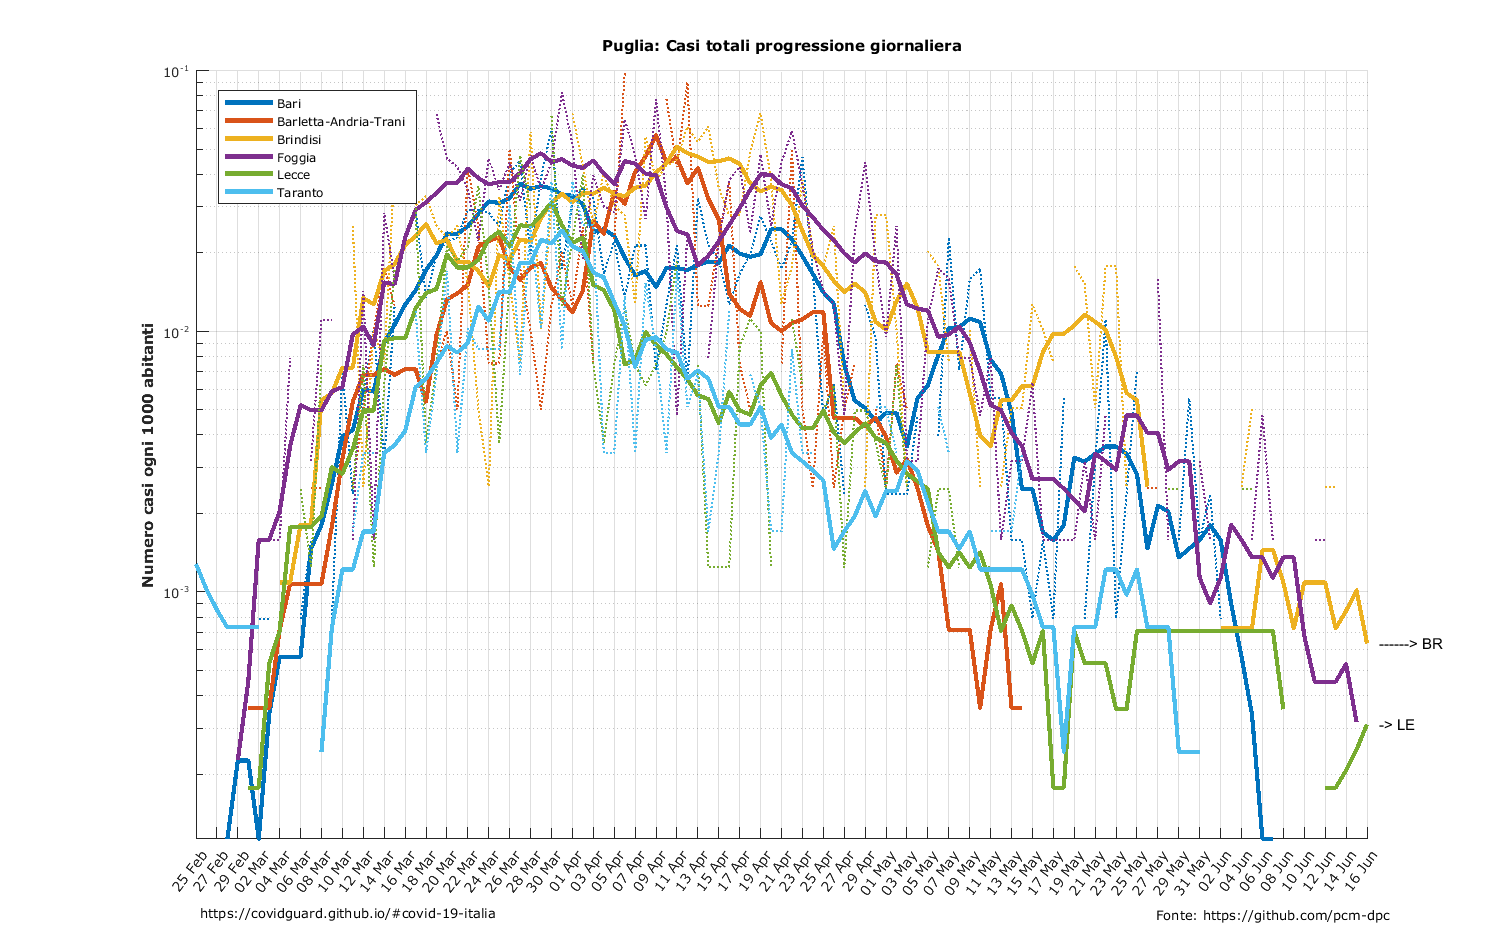 Puglia: Casi totali progressione giornaliera
Numero casi ogni 1000 abitanti
10^-1
10^-2
10^-3
Bari
Barletta-Andria-Trani
Brindisi
Foggia
Lecce
Taranto
------> BR
-> LE
25 Feb
27 Feb
29 Feb
02 Mar
04 Mar
06 Mar
08 Mar
10 Mar
12 Mar
14 Mar
16 Mar
18 Mar
20 Mar
22 Mar
24 Mar
26 Mar
28 Mar
30 Mar
01 Apr
03 Apr
05 Apr
07 Apr
09 Apr
11 Apr
13 Apr
15 Apr
17 Apr
19 Apr
21 Apr
23 Apr
25 Apr
27 Apr
29 Apr
01 May
03 May
05 May
07 May
09 May
11 May
13 May
15 May
17 May
19 May
21 May
23 May
25 May
27 May
29 May
31 May
02 Jun
04 Jun
06 Jun
08 Jun
10 Jun
12 Jun
14 Jun
16 Jun
https://covidguard.github.io/#covid-19-italia
Fonte: https://github.com/pcm-dpc